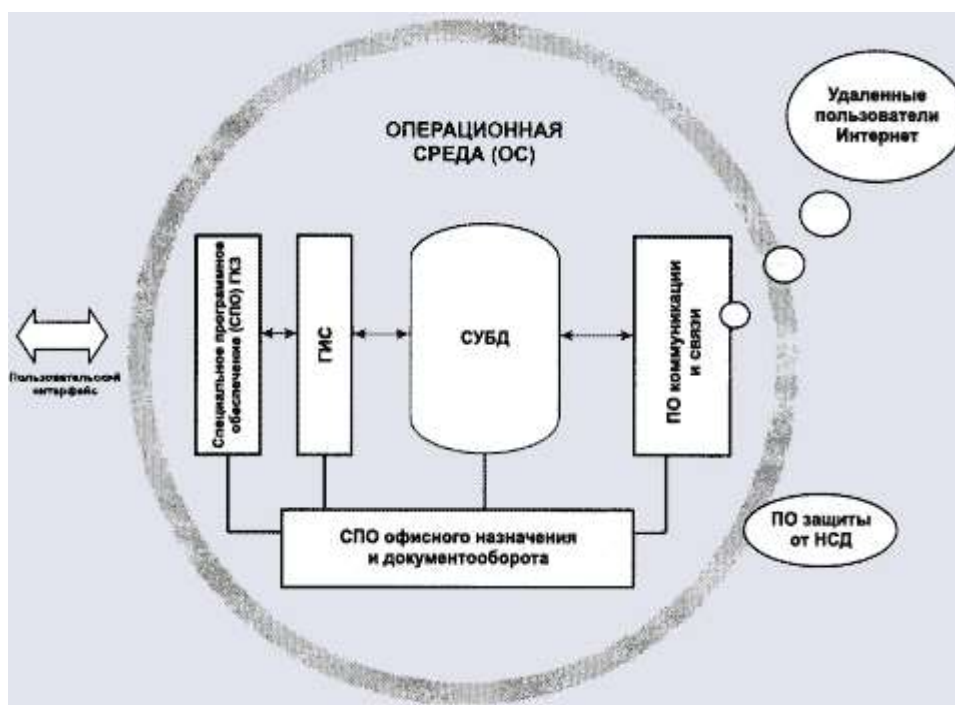 ОПЕРАЦИОННАЯ
СРЕДА (ОС)
Удаленные
пользователи
Интернет
Пользовательский
интерфейс
Специальное программное
обеспечение (СПО) ГКЗ
ГИС
СУБД
ПО коммуникации
и связи
СПО офисного назначения
и документооборота
ПО защиты
от НСД